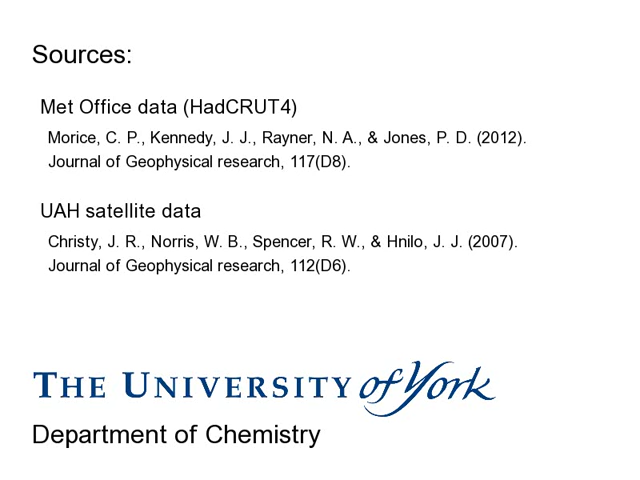 Sources:
Met Office data (HadCRUT4)
Morice, C. P., Kennedy, J. J., Rayner, N. A., & Jones, P. D. (2012).
Journal of Geophysical research, 117(D8).
UAH satellite data
Christy, J. R., Norris, W. B., Spencer, R. W., & Hnilo, J. J. (2007).
Journal of Geophysical research, 112(D6).
THE UNIVERSITY of York
Department of Chemistry